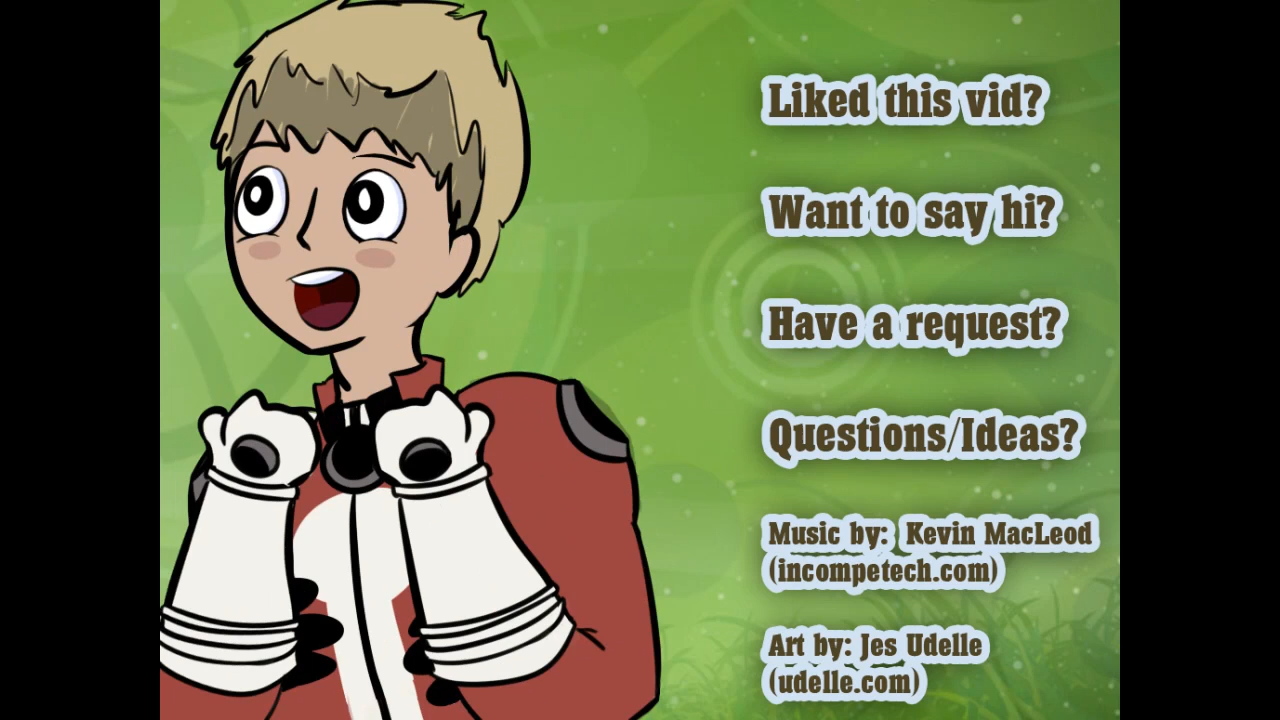 Liked this vid?
Want to say hi?
Have a request?
Questions/Ideas?
Music by: Kevin MacLeod
(incompetech.com)
Art by: Jes Udelle
(udelle.com)